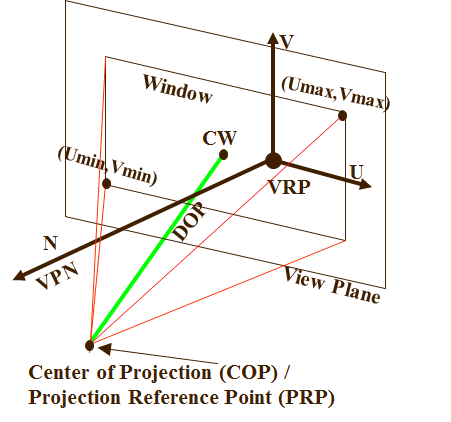 V
(Umax,Vmax)
Window
CW
(Umin,Vmin)
U
VRP
DOP
N
VPN
View Plane
Center of Projection (COP) /
Projection Reference Point (PRP)